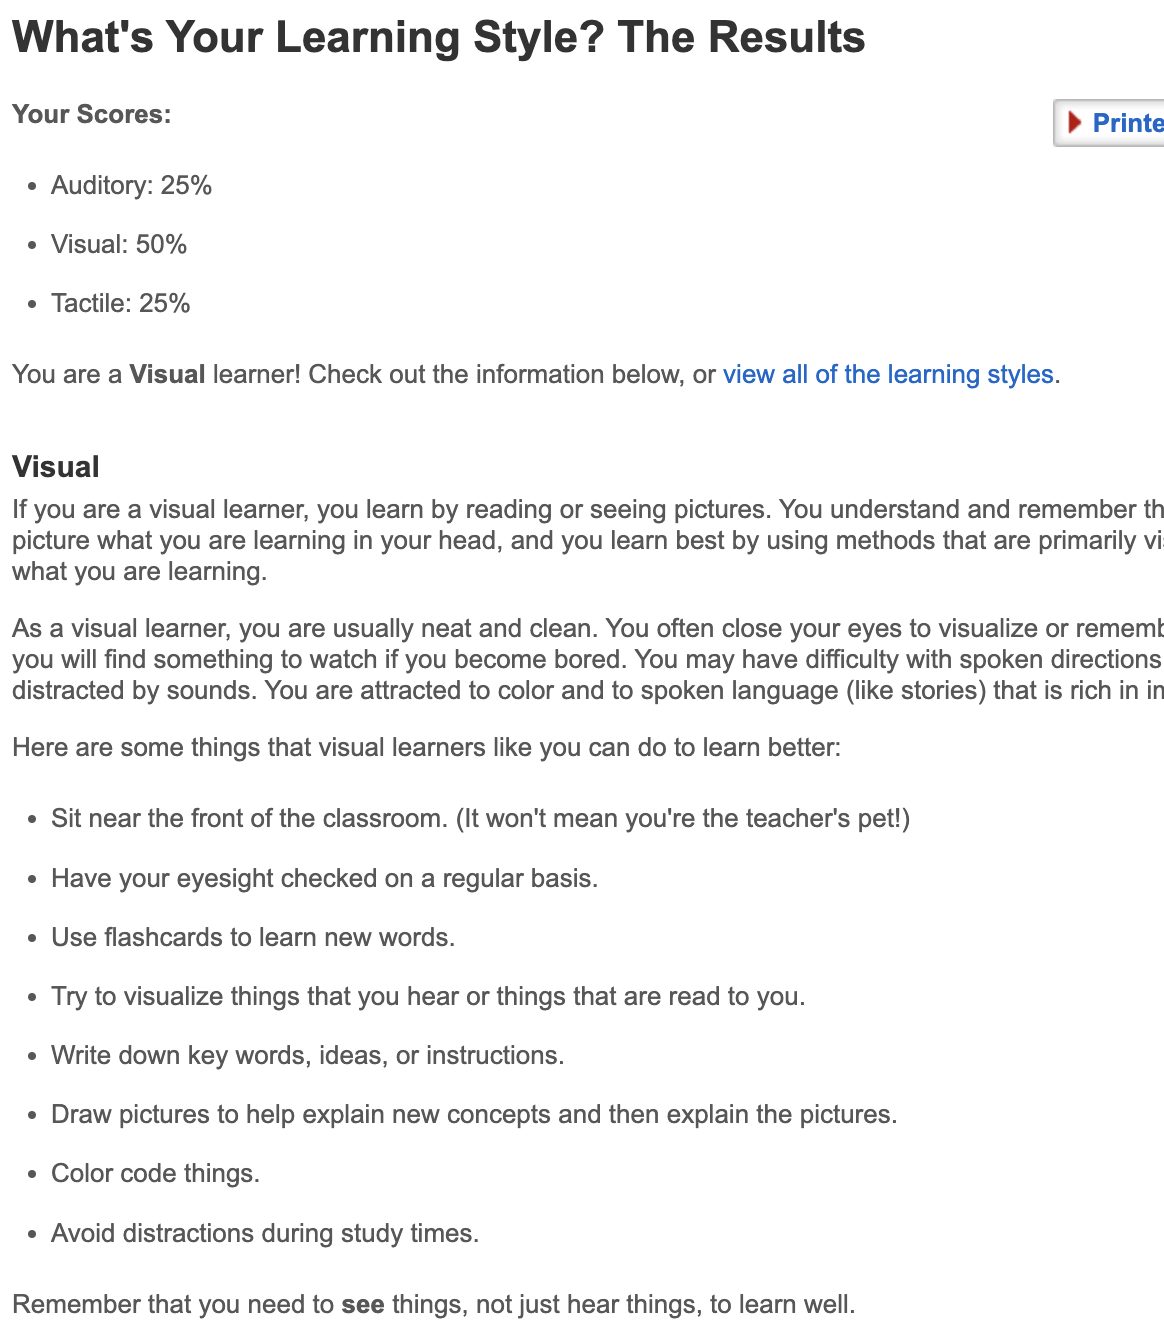 What's Your Learning Style? The Results
Your Scores:
Printe
• Auditory: 25%
• Visual: 50%
• Tactile: 25%
You are a Visual learner! Check out the information below, or view all of the learning styles.
Visual
If you are a visual learner, you learn by reading or seeing pictures. You understand and remember th
picture what you are learning in your head, and you learn best by using methods that are primarily vi
what you are learning.
As a visual learner, you are usually neat and clean. You often close your eyes to visualize or rememb
you will find something to watch if you become bored. You may have difficulty with spoken directions
distracted by sounds. You are attracted to color and to spoken language (like stories) that is rich in im
Here are some things that visual learners like you can do to learn better:
• Sit near the front of the classroom. (It won't mean you're the teacher's pet!)
• Have your eyesight checked on a regular basis.
• Use flashcards to learn new words.
• Try to visualize things that you hear or things that are read to you.
• Write down key words, ideas, or instructions.
• Draw pictures to help explain new concepts and then explain the pictures.
• Color code things.
• Avoid distractions during study times.
Remember that you need to see things, not just hear things, to learn well.